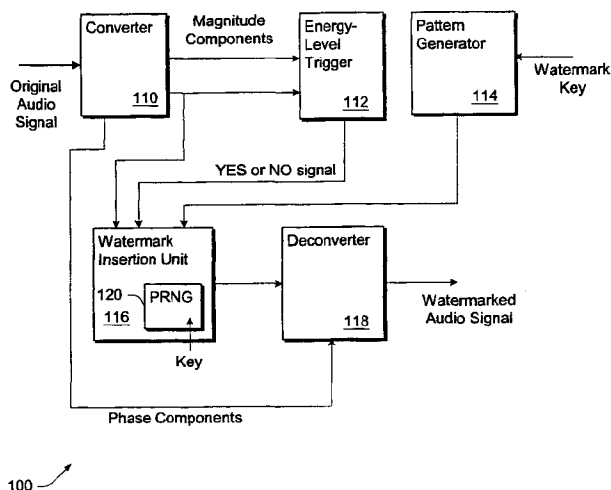 Converter
110
Magnitude
Components
Energy-
Level
Trigger
112
Pattern
Generator
114
Original
Audio
Signal
Watermark
Key
YES or NO signal
Watermark
Insertion Unit
120
PRNG
116
Key
Deconverter
118
Watermarked
Audio Signal
Phase Components
100